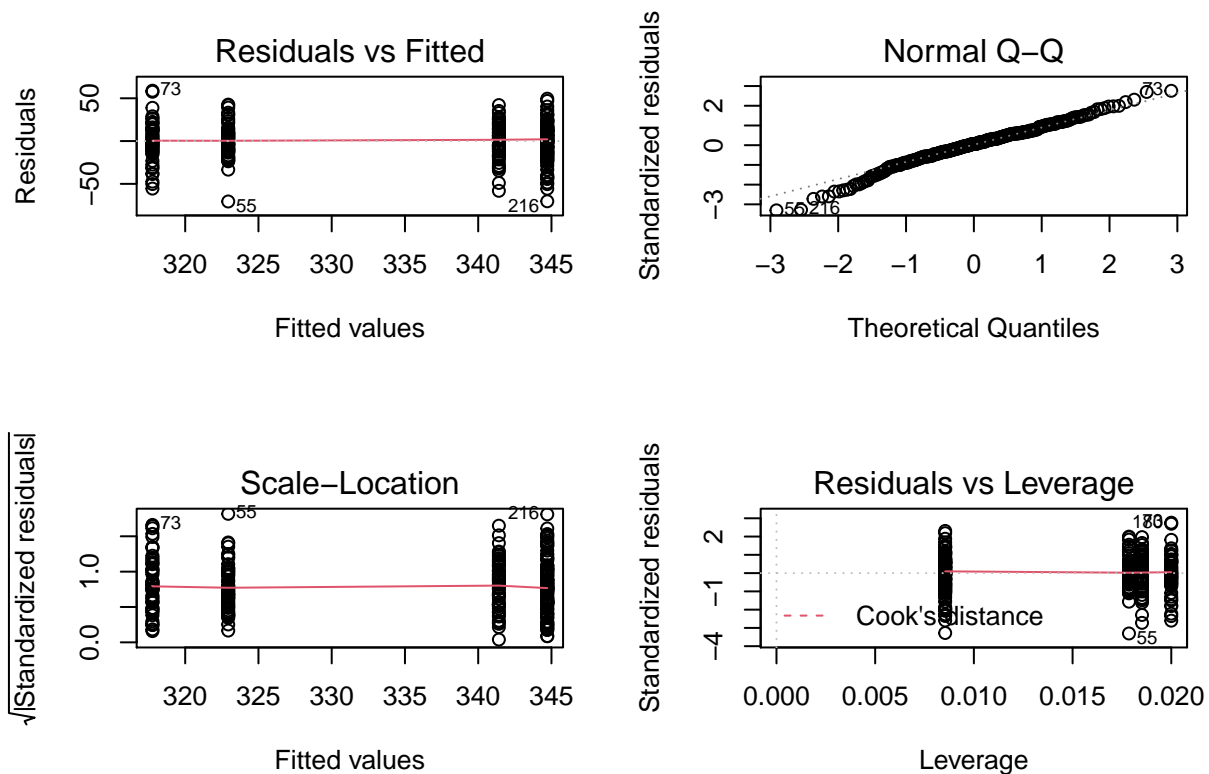 Residuals vs Fitted
Residuals
50
−50
73
55
216
320 325 330 335 340 345
Fitted values
Normal Q−Q
Standardized residuals
2
0
−3
73
55
216
−3 −2 −1 0 1 2 3
Theoretical Quantiles
Scale−Location
√|Standardized residuals|
1.0
0.0
73
55
216
320 325 330 335 340 345
Fitted values
Residuals vs Leverage
Standardized residuals
2
−1
−4
73
55
Cook's distance
0.000 0.005 0.010 0.015 0.020
Leverage